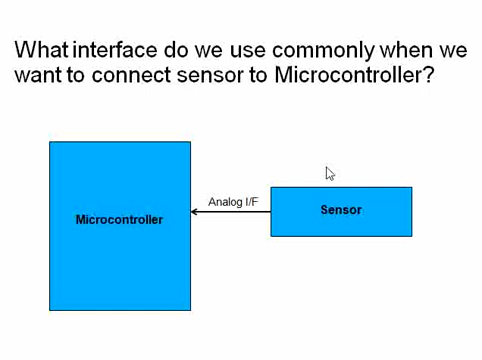 What interface do we use commonly when we
want to connect sensor to Microcontroller?
Analog I/F
Sensor
Microcontroller